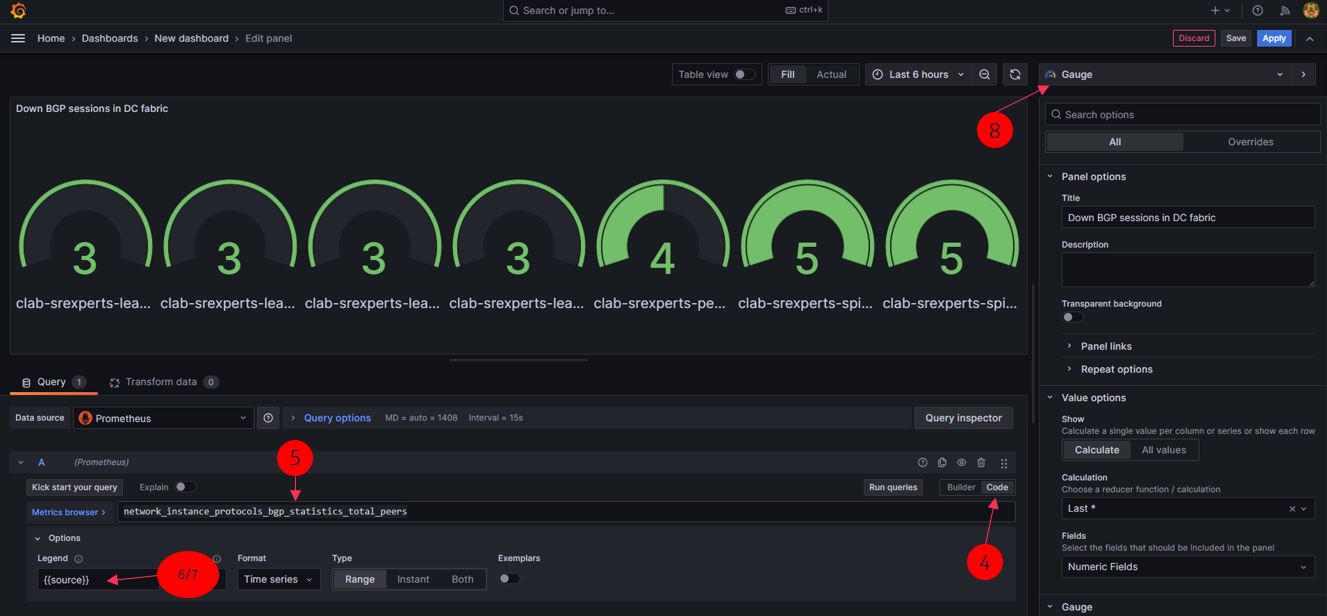 Search or jump to...
ctrl+k
Home > Dashboards > New dashboard > Edit panel
Discard
Save
Apply
Table view
Fill
Actual
Last 6 hours
Gauge
8
Down BGP sessions in DC fabric
3
3
3
3
4
5
5
clab-srexperts-lea...
clab-srexperts-lea...
clab-srexperts-lea...
clab-srexperts-lea...
clab-srexperts-pe...
clab-srexperts-spi...
clab-srexperts-spi...
Search options
All
Overrides
Panel options
Title
Down BGP sessions in DC fabric
Description
Transparent background
Panel links
Repeat options
Value options
Show
Calculate a single value per column or series or show each row
Calculate
All values
Calculation
Choose a reducer function / calculation
Last *
Fields
Select the fields that should be included in the panel
Numeric Fields
Gauge
Query 1
Transform data 0
Data source
Prometheus
Query options
MD = auto = 1408
Interval = 15s
Query inspector
5
A (Prometheus)
Kick start your query
Explain
Run queries
Builder
Code
Metrics browser >
network_instance_protocols_bgp_statistics_total_peers
4
Options
Legend
Format
Type
Exemplars
{{source}}
6/7
Time series
Range
Instant
Both